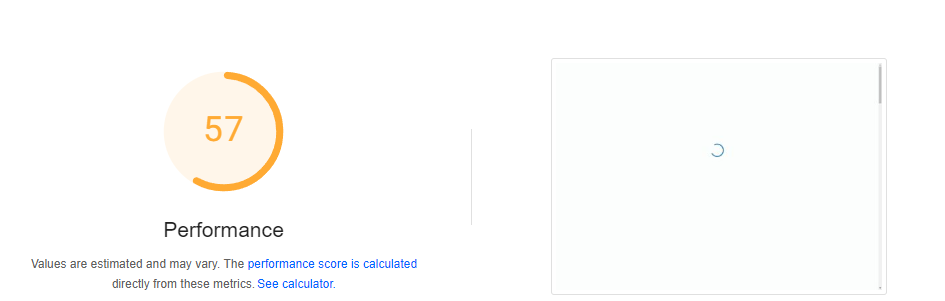 57
Performance
Values are estimated and may vary. The performance score is calculated
directly from these metrics. See calculator.